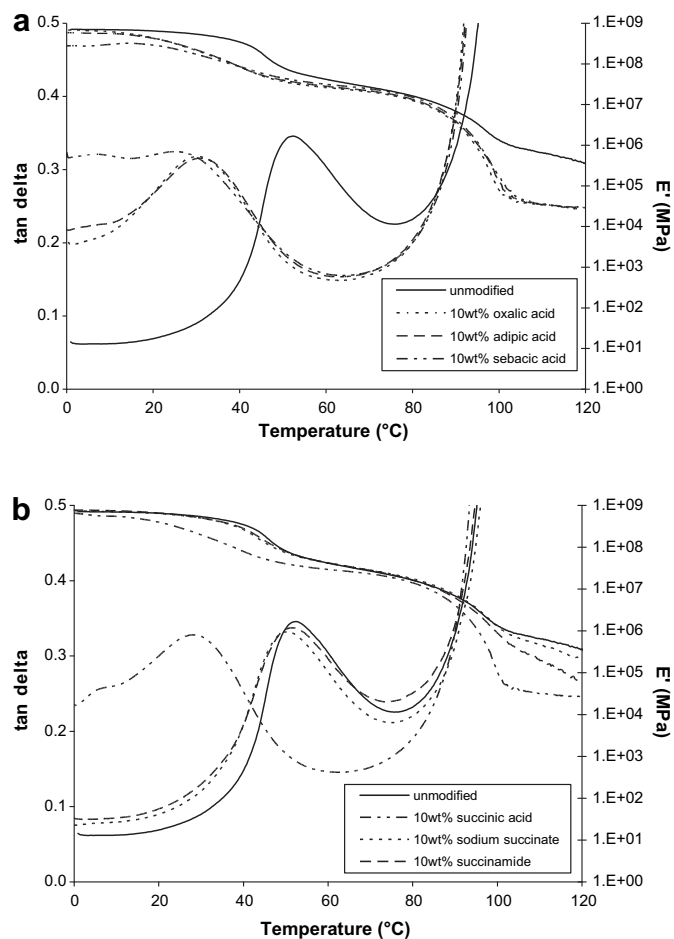 a
0.5
0.4
0.3
0.2
0.1
0.0
tan delta
1.E+09
1.E+08
1.E+07
1.E+06
1.E+05
1.E+04
1.E+03
1.E+02
1.E+01
1.E+00
E' (MPa)
unmodified
10wt% oxalic acid
10wt% adipic acid
10wt% sebacic acid
0 20 40 60 80 100 120
Temperature (°C)
b
0.5
0.4
0.3
0.2
0.1
0.0
tan delta
1.E+09
1.E+08
1.E+07
1.E+06
1.E+05
1.E+04
1.E+03
1.E+02
1.E+01
1.E+00
E' (MPa)
unmodified
10wt% succinic acid
10wt% sodium succinate
10wt% succinamide
0 20 40 60 80 100 120
Temperature (°C)